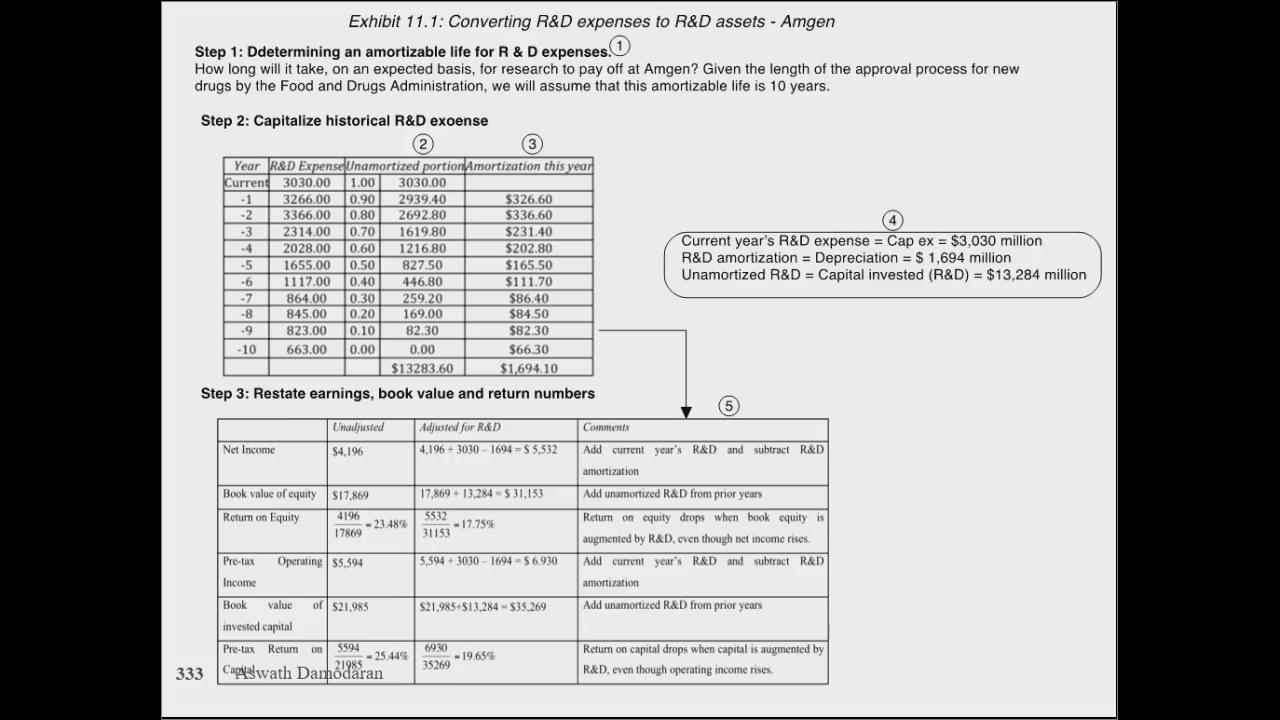 Exhibit 11.1: Converting R&D expenses to R&D assets - Amgen
Step 1: Ddetermining an amortizable life for R & D expenses. 1
How long will it take, on an expected basis, for research to pay off at Amgen? Given the length of the approval process for new
drugs by the Food and Drugs Administration, we will assume that this amortizable life is 10 years.
Step 2: Capitalize historical R&D exoense
2 3
Year R&D Expense Unamortized portion Amortization this year
Current 3030.00 1.00 3030.00
-1 3266.00 0.90 2939.40 $326.60
-2 3366.00 0.80 2692.80 $336.60
-3 2314.00 0.70 1619.80 $231.40
-4 2028.00 0.60 1216.80 $202.80
-5 1655.00 0.50 827.50 $165.50
-6 1117.00 0.40 446.80 $111.70
-7 864.00 0.30 259.20 $86.40
-8 845.00 0.20 169.00 $84.50
-9 823.00 0.10 82.30 $82.30
-10 663.00 0.00 0.00 $66.30
$13283.60 $1,694.10
4
Current year's R&D expense = Cap ex = $3,030 million
R&D amortization = Depreciation = $ 1,694 million
Unamortized R&D = Capital invested (R&D) = $13,284 million
Step 3: Restate earnings, book value and return numbers
5
Unadjusted Adjusted for R&D Comments
Net Income $4,196 4,196 + 3030 – 1694 = $ 5,532 Add current year's R&D and subtract R&D
amortization
Book value of equity $17,869 17,869 + 13,284 = $ 31,153 Add unamortized R&D from prior years
Return on Equity 4196/17869 = 23.48% 5532/31153 = 17.75% Return on equity drops when book equity is
augmented by R&D, even though net income rises.
Pre-tax Operating $5,594 5,594 + 3030 – 1694 = $ 6.930 Add current year's R&D and subtract R&D
Income amortization
Book value of $21,985 $21,985+$13,284 = $35,269 Add unamortized R&D from prior years
invested capital
Pre-tax Return on 5594/21985 = 25.44% 6930/35269 = 19.65% Return on capital drops when capital is augmented by
Capital R&D, even though operating income rises.
333 Aswath Damodaran